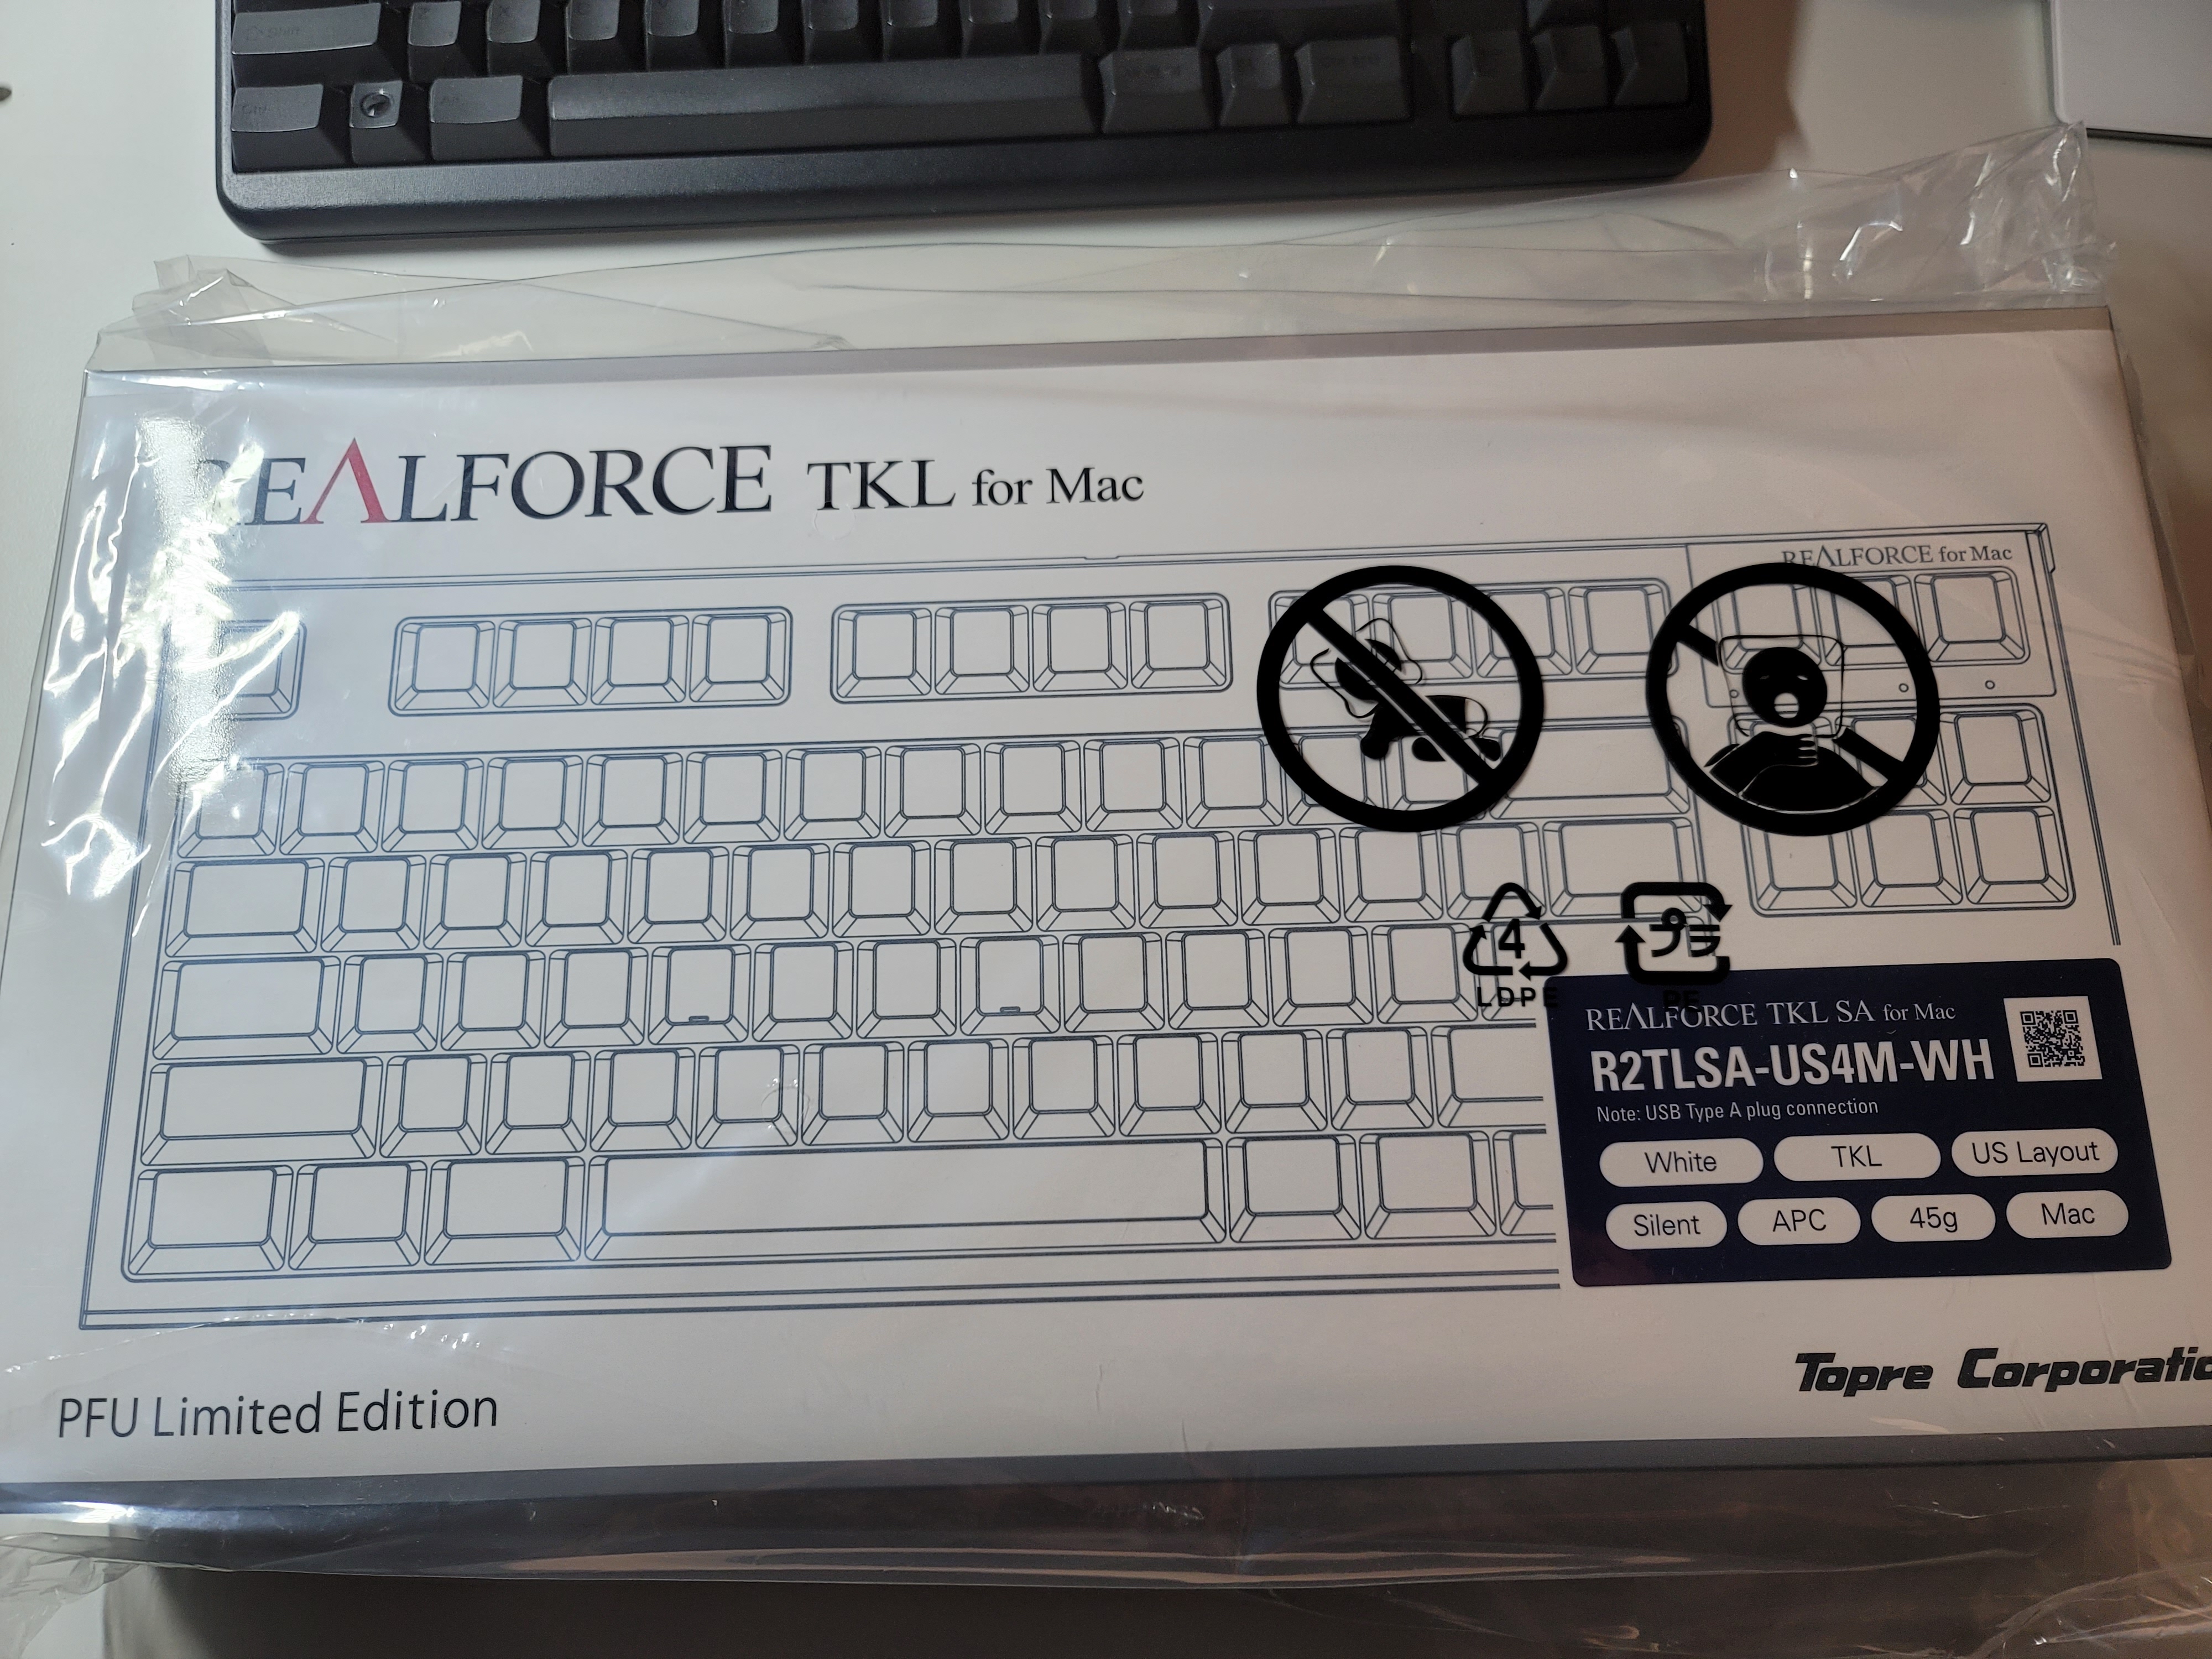 REALFORCE TKL for Mac
REALFORCE for Mac
4
LDPE
PE
REALFORCE TKL SA for Mac
R2TLSA-US4M-WH
Note: USB Type A plug connection
White TKL US Layout
Silent APC 45g Mac
PFU Limited Edition
Topre Corporatio